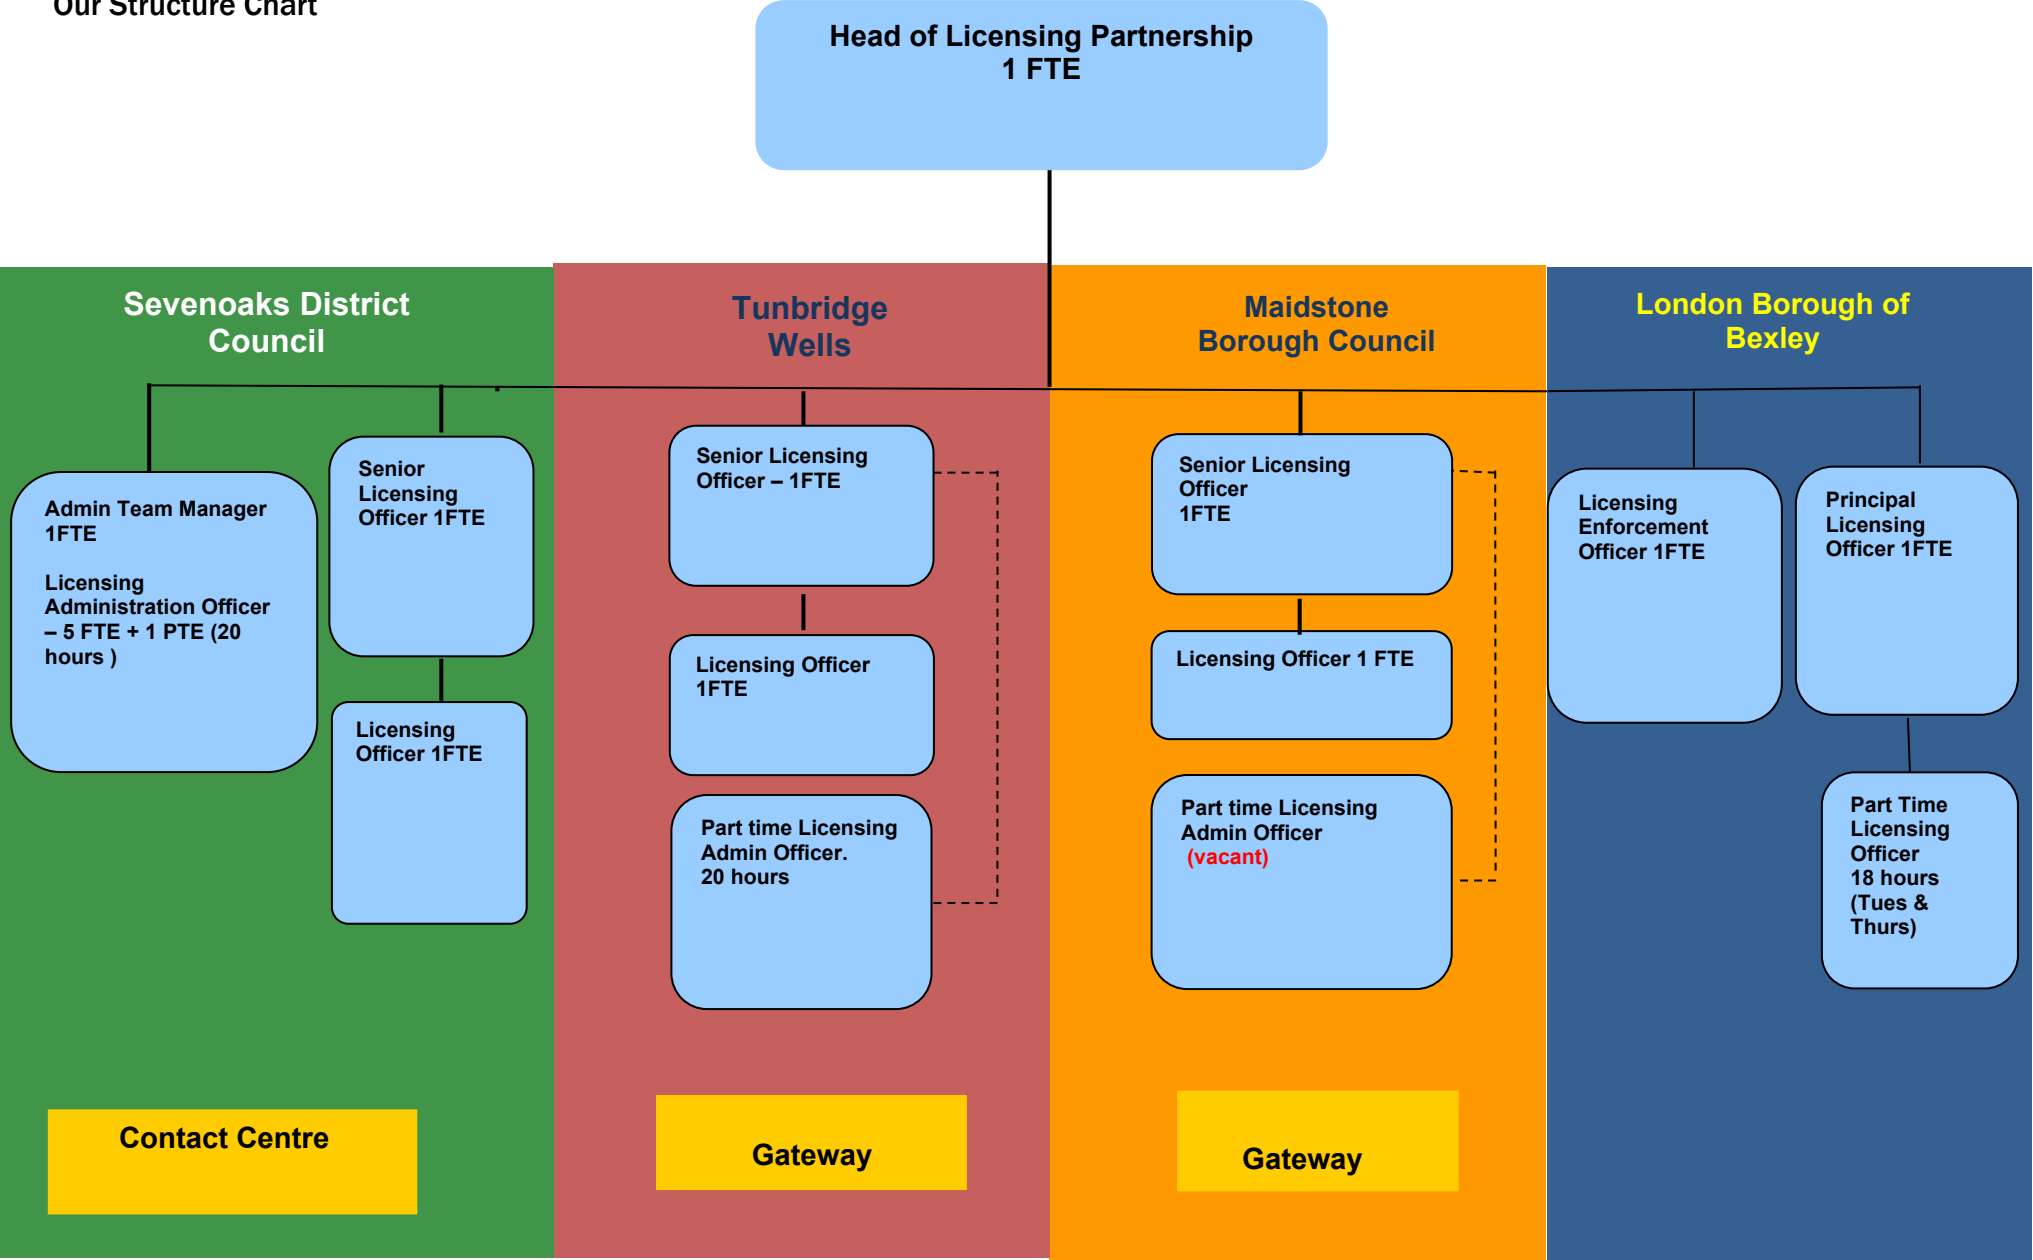 Our Structure Chart
Head of Licensing Partnership
1 FTE
Sevenoaks District
Council
Admin Team Manager
1FTE
Licensing
Administration Officer
– 5 FTE + 1 PTE (20
hours )
Senior
Licensing
Officer 1FTE
Licensing
Officer 1FTE
Contact Centre
Tunbridge
Wells
Senior Licensing
Officer – 1FTE
Licensing Officer
1FTE
Part time Licensing
Admin Officer.
20 hours
Gateway
Maidstone
Borough Council
Senior Licensing
Officer
1FTE
Licensing Officer 1 FTE
Part time Licensing
Admin Officer
(vacant)
Gateway
London Borough of
Bexley
Licensing
Enforcement
Officer 1FTE
Principal
Licensing
Officer 1FTE
Part Time
Licensing
Officer
18 hours
(Tues &
Thurs)